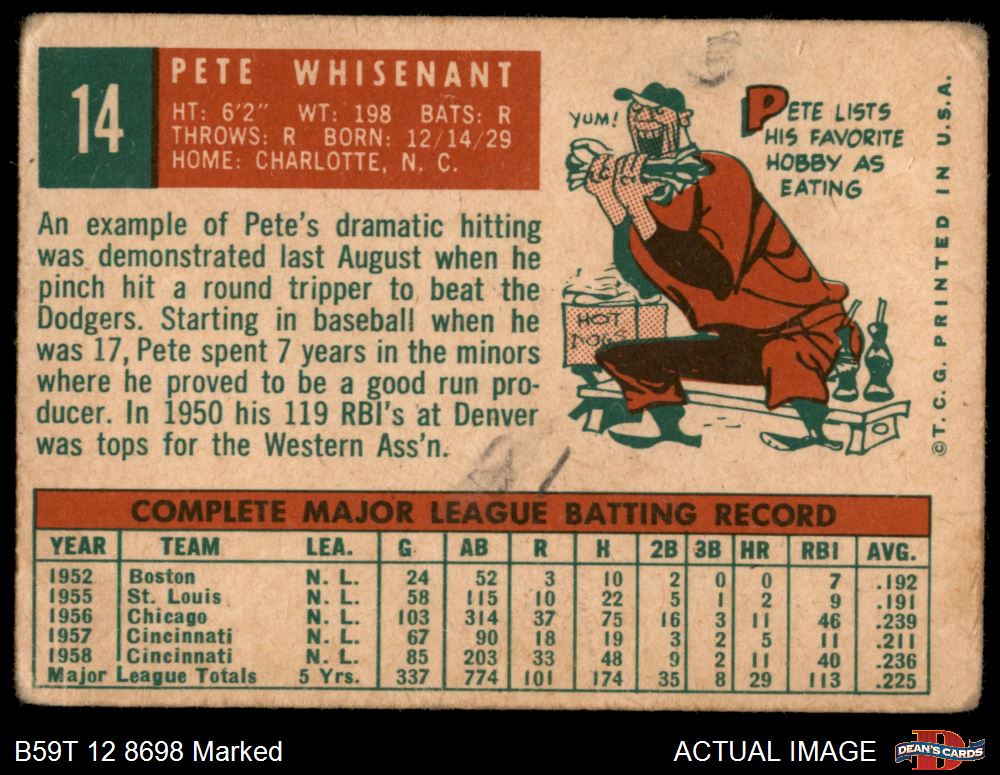 14
PETE WHISENANT
HT: 6'2" WT: 198 BATS: R
THROWS: R BORN: 12/14/29
HOME: CHARLOTTE, N. C.
An example of Pete's dramatic hitting
was demonstrated last August when he
pinch hit a round tripper to beat the
Dodgers. Starting in baseball when he
was 17, Pete spent 7 years in the minors
where he proved to be a good run pro-
ducer. In 1950 his 119 RBI's at Denver
was tops for the Western Ass'n.
YUM!
PETE LISTS
HIS FAVORITE
HOBBY AS
EATING
HOT
©T. C. G. PRINTED IN U.S.A.
COMPLETE MAJOR LEAGUE BATTING RECORD
YEAR TEAM LEA. G AB R H 2B 3B HR RBI AVG.
1952 Boston N. L. 24 52 3 10 2 0 0 7 .192
1955 St. Louis N. L. 58 115 10 22 5 1 2 9 .191
1956 Chicago N. L. 103 314 37 75 16 3 11 46 .239
1957 Cincinnati N. L. 67 90 18 19 3 2 5 11 .211
1958 Cincinnati N. L. 85 203 33 48 9 2 11 40 .236
Major League Totals 5 Yrs. 337 774 101 174 35 8 29 113 .225
B59T 12 8698 Marked
ACTUAL IMAGE
DEAN'S CARDS